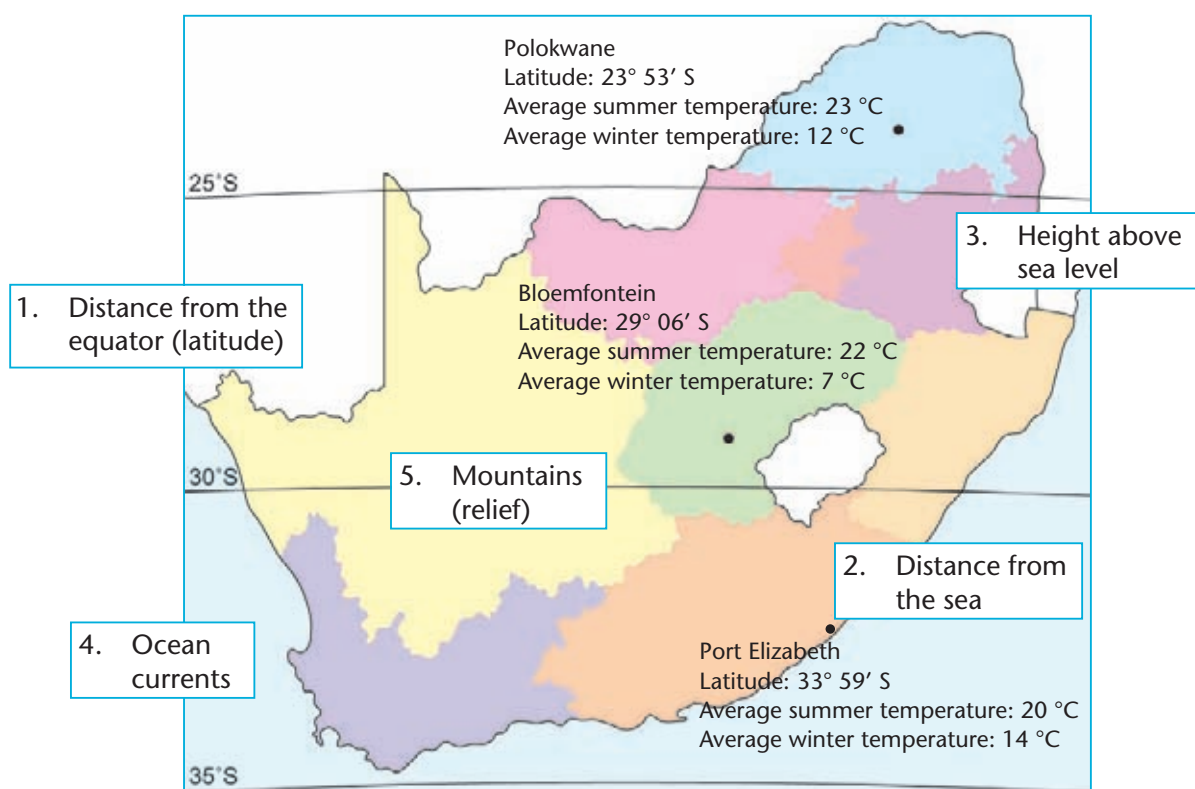 Polokwane
Latitude: 23° 53′ S
Average summer temperature: 23 °C
Average winter temperature: 12 °C
25°S
3. Height above
sea level
1. Distance from the
equator (latitude)
Bloemfontein
Latitude: 29° 06′ S
Average summer temperature: 22 °C
Average winter temperature: 7 °C
5. Mountains
(relief)
30°S
2. Distance from
the sea
4. Ocean
currents
Port Elizabeth
Latitude: 33° 59′ S
Average summer temperature: 20 °C
Average winter temperature: 14 °C
35°S